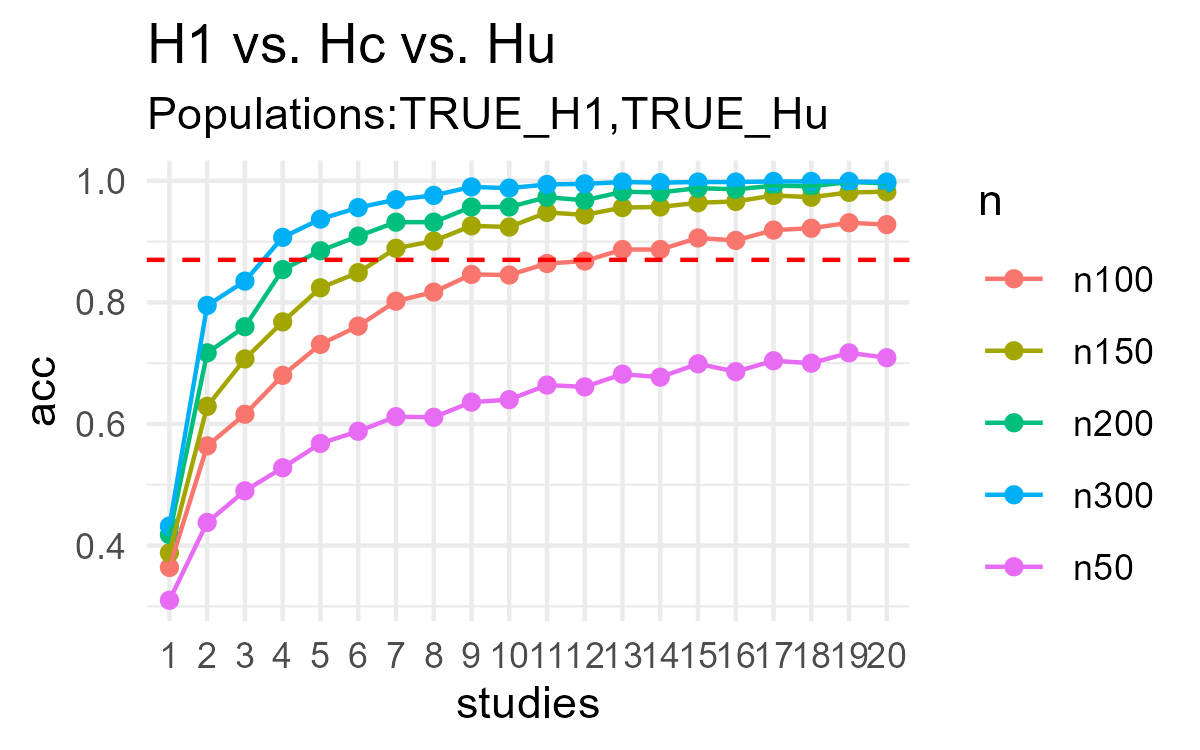 H1 vs. Hc vs. Hu
Populations:TRUE_H1,TRUE_Hu
1.0
0.8
0.6
0.4
acc
1 2 3 4 5 6 7 8 9 10 11 12 13 14 15 16 17 18 19 20
studies
n
n100
n150
n200
n300
n50